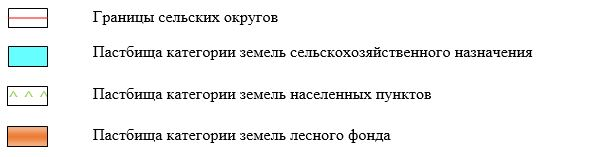 Границы сельских округов
Пастбища категории земель сельскохозяйственного назначения
Пастбища категории земель населенных пунктов
Пастбища категории земель лесного фонда